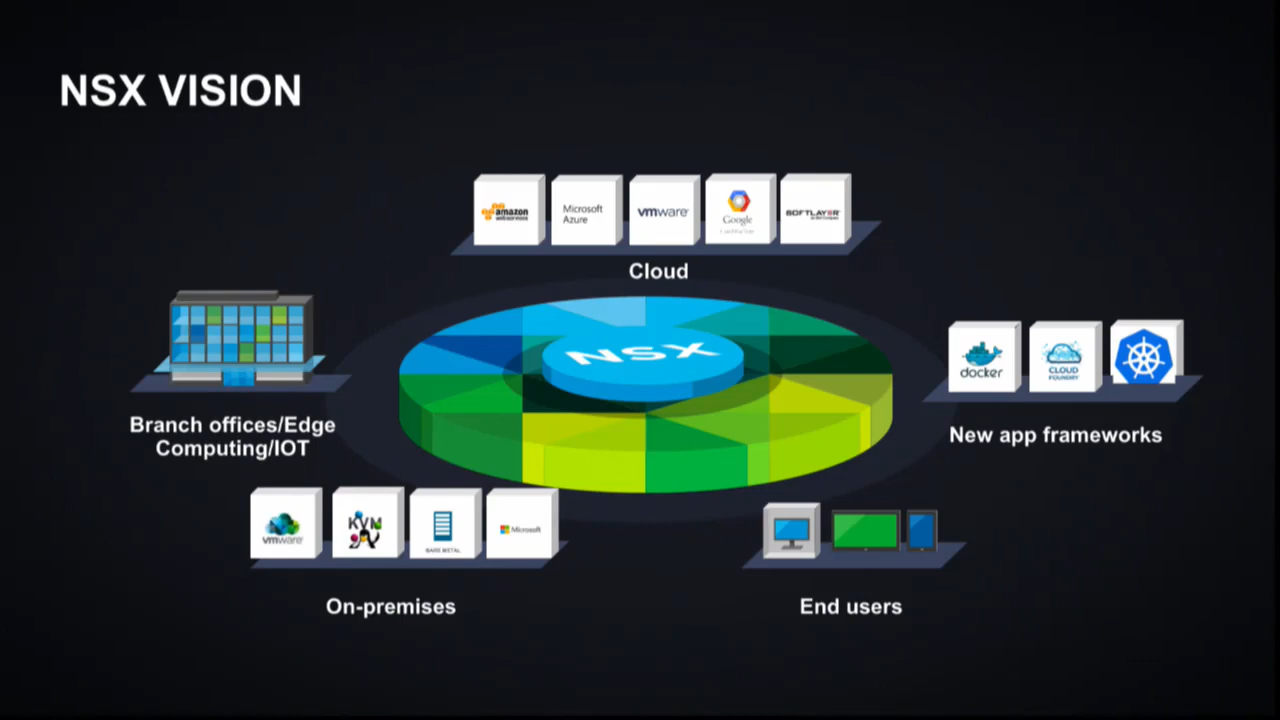 NSX VISION
amazon
webservices
Microsoft
Azure
vmware
Google
SOFTLAYER
Cloud
NSX
docker
CLOUD
FOUNDRY
New app frameworks
Branch offices/Edge
Computing/IOT
vmware
KVM
BARE METAL
Microsoft
On-premises
End users